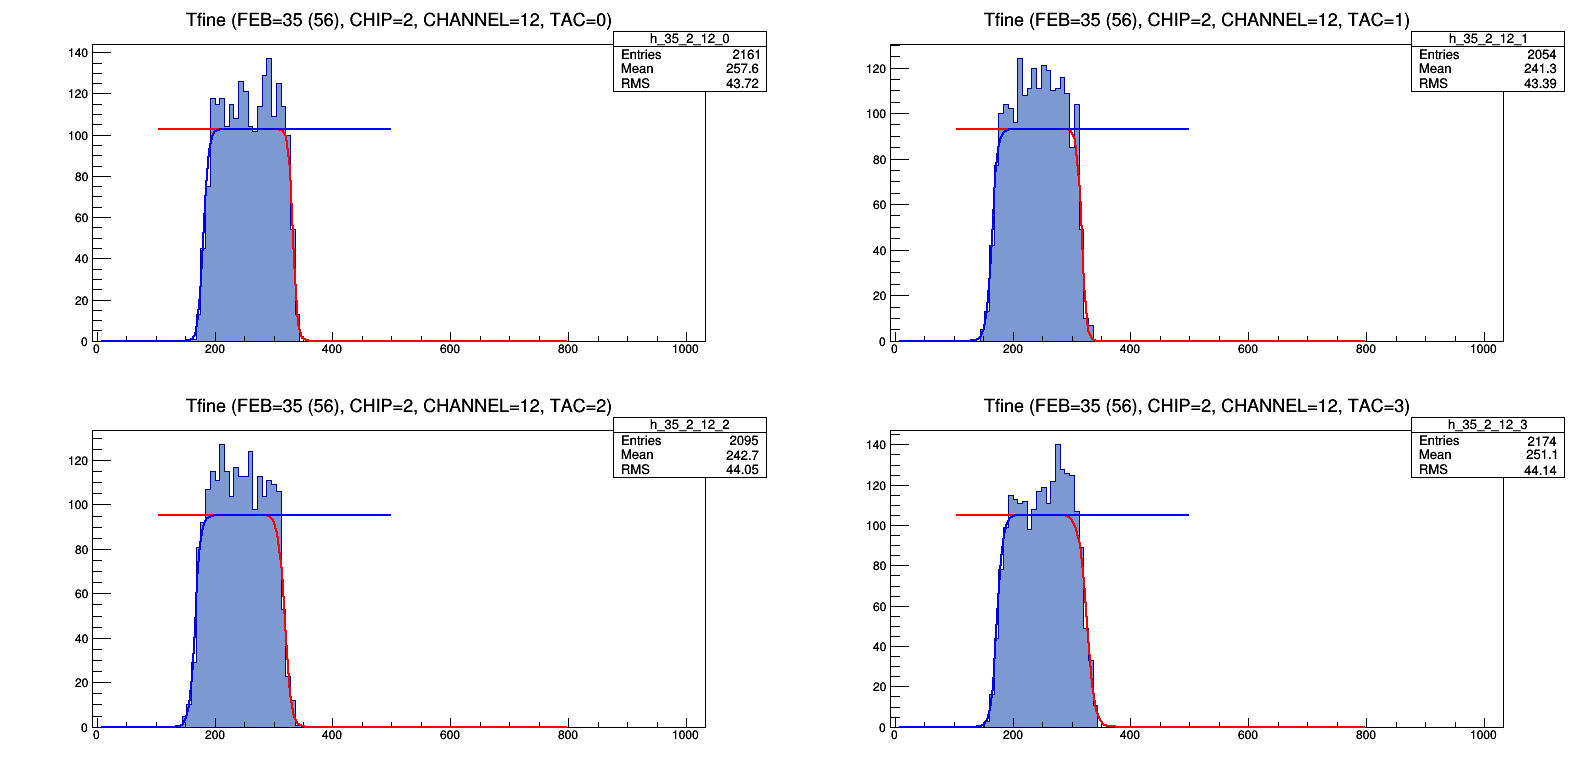 Tfine (FEB=35 (56), CHIP=2, CHANNEL=12, TAC=0)
h_35_2_12_0
Entries 2161
Mean 257.6
RMS 43.72
140
120
100
80
60
40
20
0
0 200 400 600 800 1000
Tfine (FEB=35 (56), CHIP=2, CHANNEL=12, TAC=1)
h_35_2_12_1
Entries 2054
Mean 241.3
RMS 43.39
120
100
80
60
40
20
0
0 200 400 600 800 1000
Tfine (FEB=35 (56), CHIP=2, CHANNEL=12, TAC=2)
h_35_2_12_2
Entries 2095
Mean 242.7
RMS 44.05
120
100
80
60
40
20
0
0 200 400 600 800 1000
Tfine (FEB=35 (56), CHIP=2, CHANNEL=12, TAC=3)
h_35_2_12_3
Entries 2174
Mean 251.1
RMS 44.14
140
120
100
80
60
40
20
0
0 200 400 600 800 1000